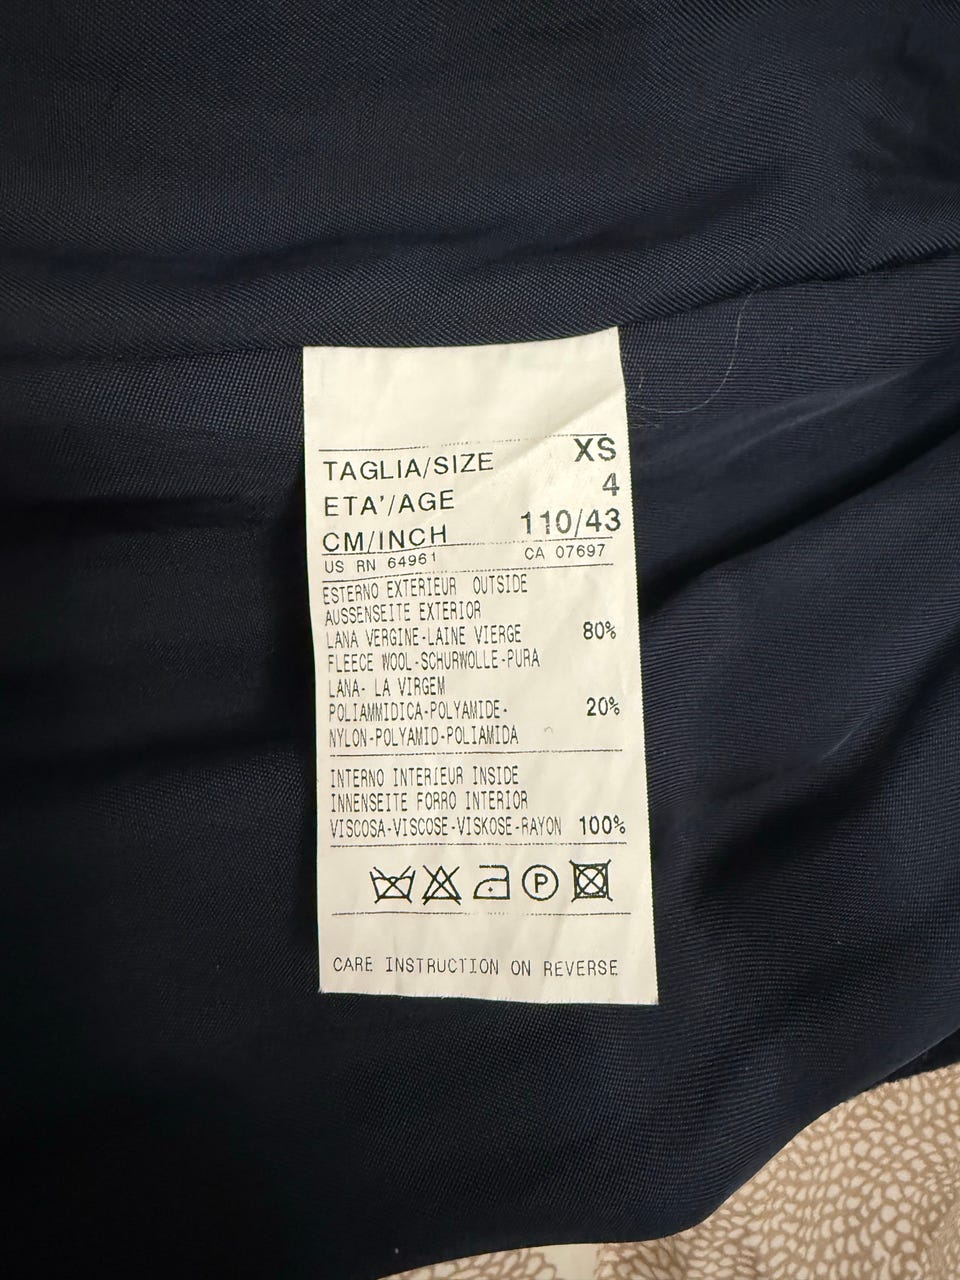 TAGLIA/SIZE XS
ETA'/AGE 4
CM/INCH 110/43
US RN 64961 CA 07697
ESTERNO EXTERIEUR OUTSIDE
AUSSENSEITE EXTERIOR
LANA VERGINE-LAINE VIERGE 80%
FLEECE WOOL-SCHURWOLLE-PURA
LANA- LA VIRGEM
POLIAMMIDICA-POLYAMIDE- 20%
NYLON-POLYAMID-POLIAMIDA
INTERNO INTERIEUR INSIDE
INNENSEITE FORRO INTERIOR
VISCOSA-VISCOSE-VISKOSE-RAYON 100%
P
CARE INSTRUCTION ON REVERSE